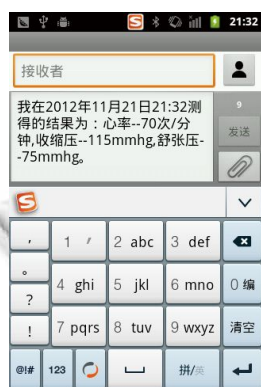 21:32
接收者
我在2012年11月21日21:32测
得的结果为：心率--70次/分
钟,收缩压--115mmhg,舒张压-
-75mmhg。
9
发送
S
S
, 1 ′ 2 abc 3 def
。 4 ghi 5 jkl 6 mno 0 编
?
! 7 pqrs 8 tuv 9 wxyz 清空
@!# 123 拼/英